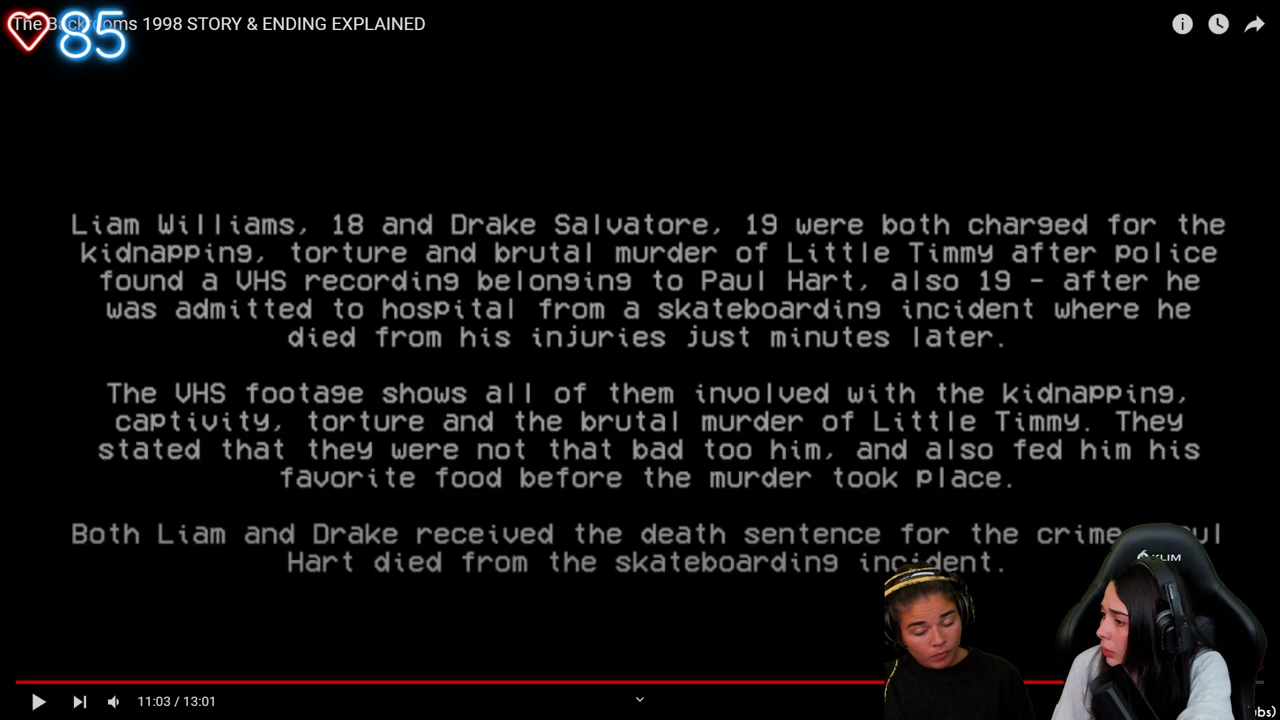 The Backrooms 1998 STORY & ENDING EXPLAINED
85
Liam Williams, 18 and Drake Salvatore, 19 were both charged for the
kidnapping, torture and brutal murder of Little Timmy after police
found a VHS recording belonging to Paul Hart, also 19 - after he
was admitted to hospital from a skateboarding incident where he
died from his injuries just minutes later.
The VHS footage shows all of them involved with the kidnapping,
captivity, torture and the brutal murder of Little Timmy. They
stated that they were not that bad too him, and also fed him his
favorite food before the murder took place.
Both Liam and Drake received the death sentence for the crime
Hart died from the skateboarding incident.
KLIM
11:03 / 13:01